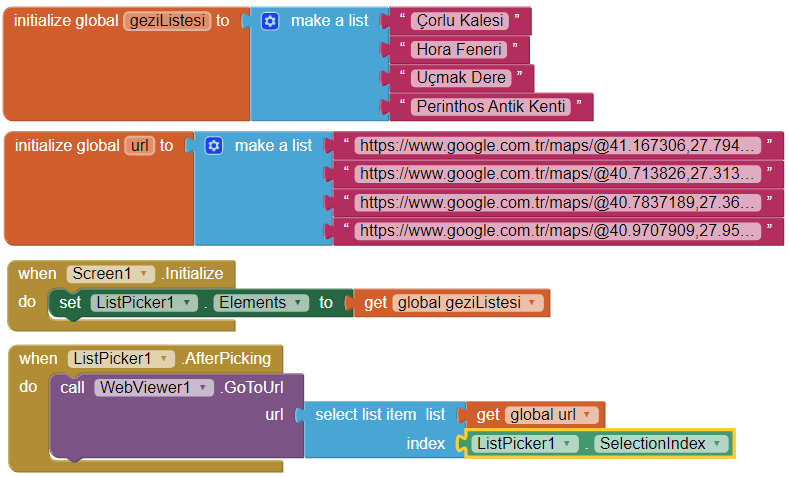 initialize global geziListesi to make a list " Çorlu Kalesi "
" Hora Feneri "
" Uçmak Dere "
" Perinthos Antik Kenti "
initialize global url to make a list " https://www.google.com.tr/maps/@41.167306,27.794... "
" https://www.google.com.tr/maps/@40.713826,27.313... "
" https://www.google.com.tr/maps/@40.7837189,27.36... "
" https://www.google.com.tr/maps/@40.9707909,27.95... "
when Screen1 .Initialize
do set ListPicker1 . Elements to get global geziListesi
when ListPicker1 .AfterPicking
do call WebViewer1 .GoToUrl
url select list item list get global url
index ListPicker1 . SelectionIndex